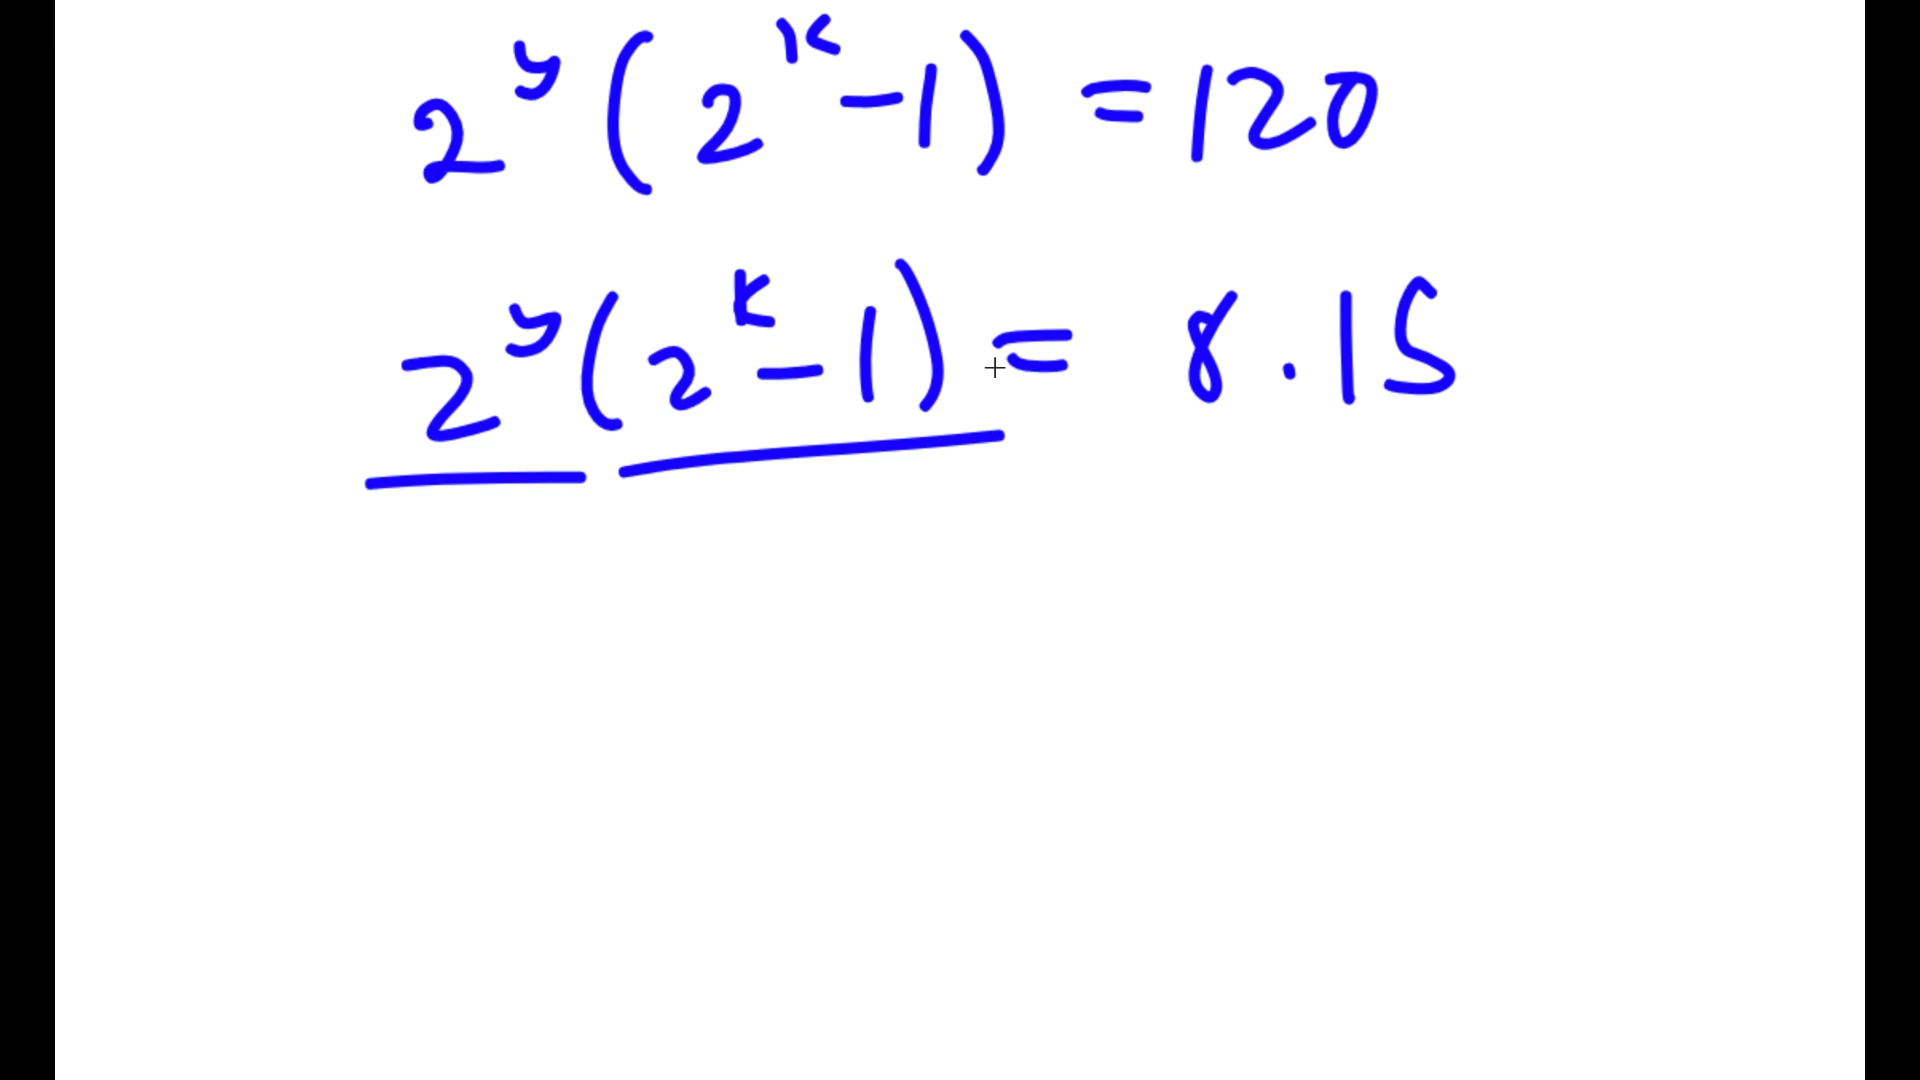 2^y (2^k - 1) = 120
2^y (2^k - 1) = 8 . 15